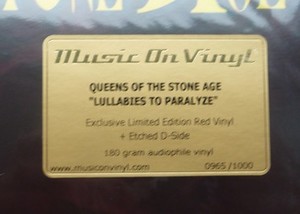 Music On Vinyl
QUEENS OF THE STONE AGE
"LULLABIES TO PARALYZE"
Exclusive Limited Edition Red Vinyl
+ Etched D-Side
180 gram audiophile vinyl
www.musiconvinyl.com 0965 /1000